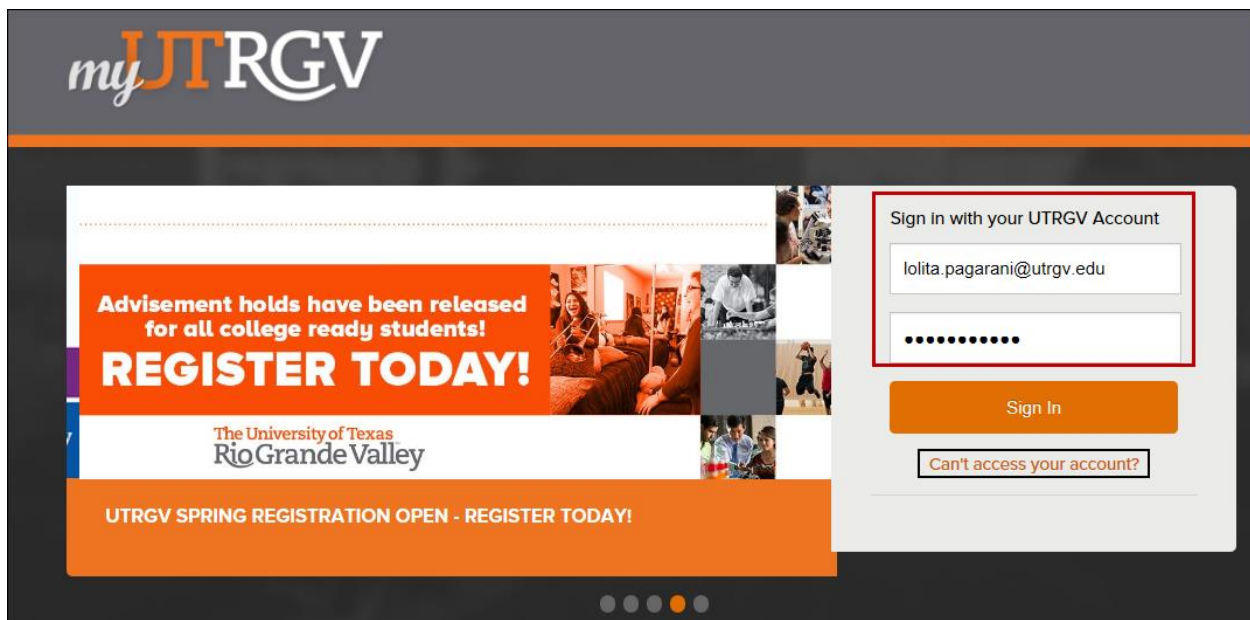 myUTRGV
Advisement holds have been released
for all college ready students!
REGISTER TODAY!
The University of Texas
Rio Grande Valley
UTRGV SPRING REGISTRATION OPEN - REGISTER TODAY!
Sign in with your UTRGV Account
lolita.pagarani@utrgv.edu
•••••••••••
Sign In
Can't access your account?